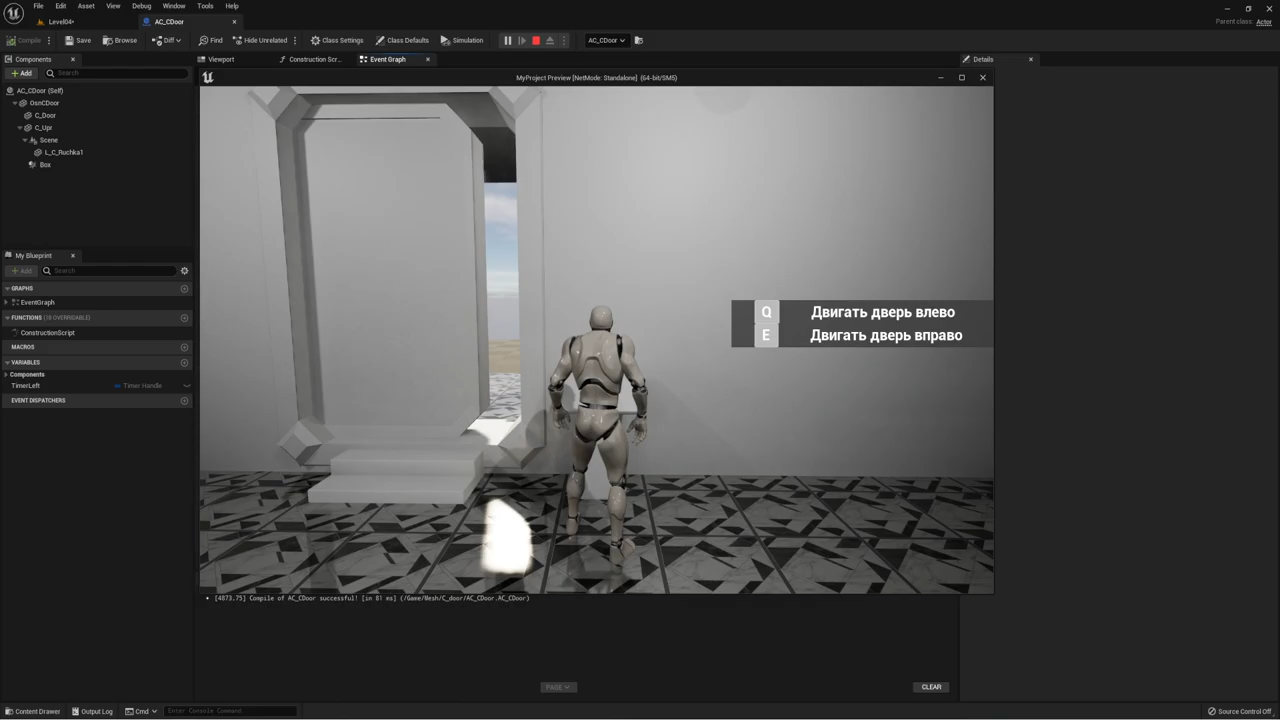 File Edit Asset View Debug Window Tools Help
Level04* AC_CDoor Parent class: Actor
Compile Save Browse Diff Find Hide Unrelated Class Settings Class Defaults Simulation AC_CDoor
Components Viewport Construction Scr... Event Graph Details
Add Search
MyProject Preview [NetMode: Standalone] (64-bit/SM5)
AC_CDoor (Self)
OsnCDoor
C_Door
C_Upr
Scene
L_C_Ruchka1
Box
My Blueprint
Add Search
GRAPHS
EventGraph
FUNCTIONS (18 OVERRIDABLE)
ConstructionScript
MACROS
VARIABLES
Components
TimerLeft Timer Handle
EVENT DISPATCHERS
Q Двигать дверь влево
E Двигать дверь вправо
[4873.75] Compile of AC_CDoor successful! [in 81 ms] (/Game/Mesh/C_door/AC_CDoor.AC_CDoor)
PAGE CLEAR
Content Drawer Output Log Cmd Enter Console Command Source Control Off